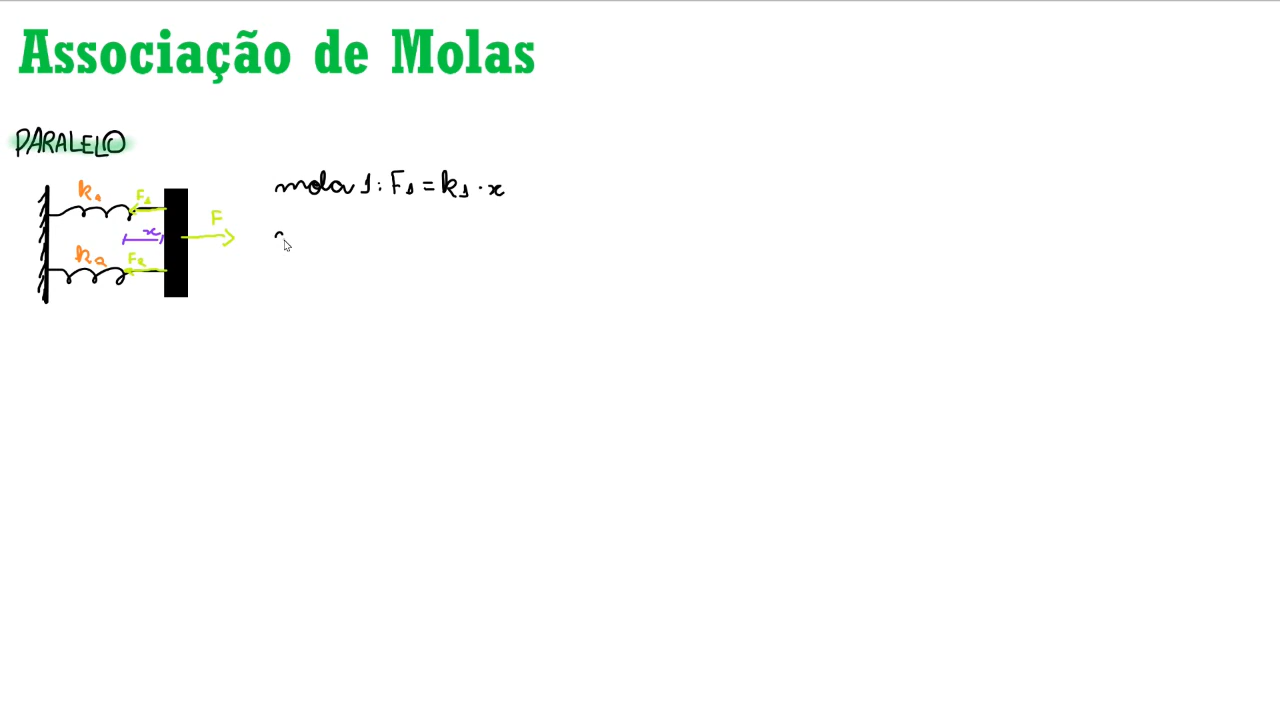 Associação de Molas
PARALELO
mola 1: F₁ = k₁ · x
k₁
F₁
x
F
k₂
F₂